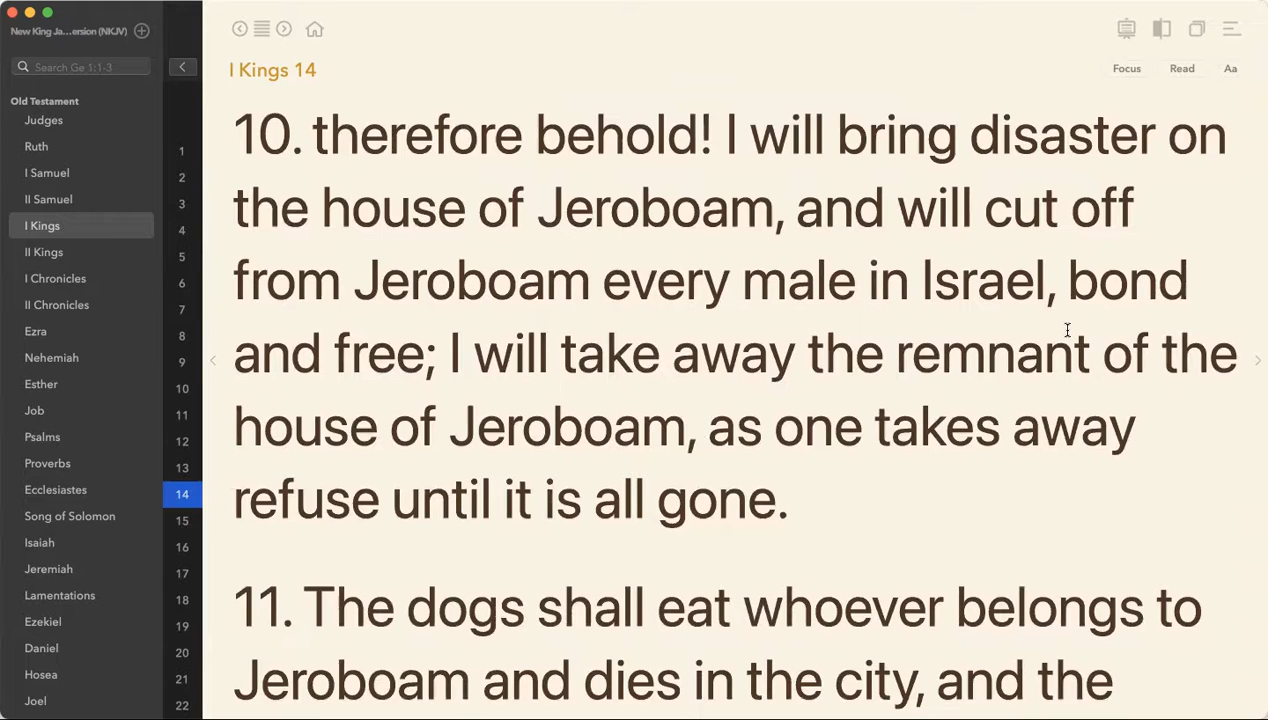 New King Ja...ersion (NKJV)
Search Ge 1:1-3
Old Testament
Judges
Ruth
I Samuel
II Samuel
I Kings
II Kings
I Chronicles
II Chronicles
Ezra
Nehemiah
Esther
Job
Psalms
Proverbs
Ecclesiastes
Song of Solomon
Isaiah
Jeremiah
Lamentations
Ezekiel
Daniel
Hosea
Joel
1
2
3
4
5
6
7
8
9
10
11
12
13
14
15
16
17
18
19
20
21
22
I Kings 14
Focus
Read
Aa
10. therefore behold! I will bring disaster on
the house of Jeroboam, and will cut off
from Jeroboam every male in Israel, bond
and free; I will take away the remnant of the
house of Jeroboam, as one takes away
refuse until it is all gone.
11. The dogs shall eat whoever belongs to
Jeroboam and dies in the city, and the